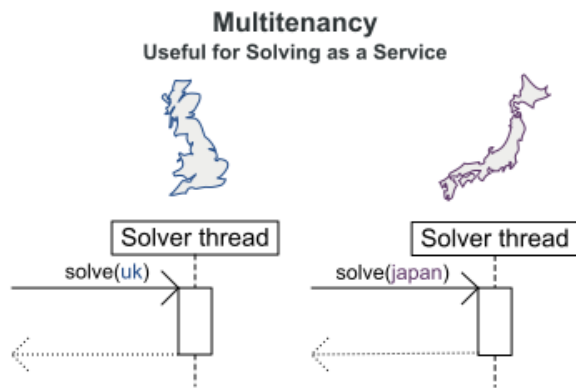 Multitenancy
Useful for Solving as a Service
Solver thread
Solver thread
solve(uk)
solve(japan)